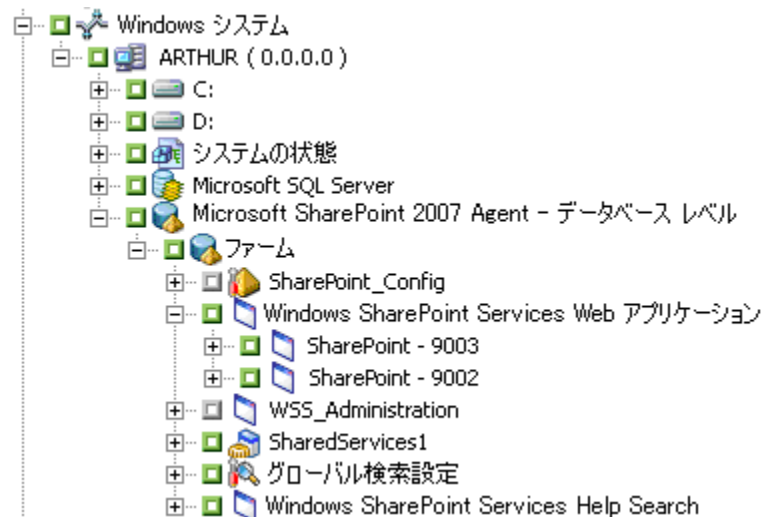 Windows システム
ARTHUR ( 0.0.0.0 )
C:
D:
システムの状態
Microsoft SQL Server
Microsoft SharePoint 2007 Agent - データベース レベル
ファーム
SharePoint_Config
Windows SharePoint Services Web アプリケーション
SharePoint - 9003
SharePoint - 9002
WSS_Administration
SharedServices1
グローバル検索設定
Windows SharePoint Services Help Search